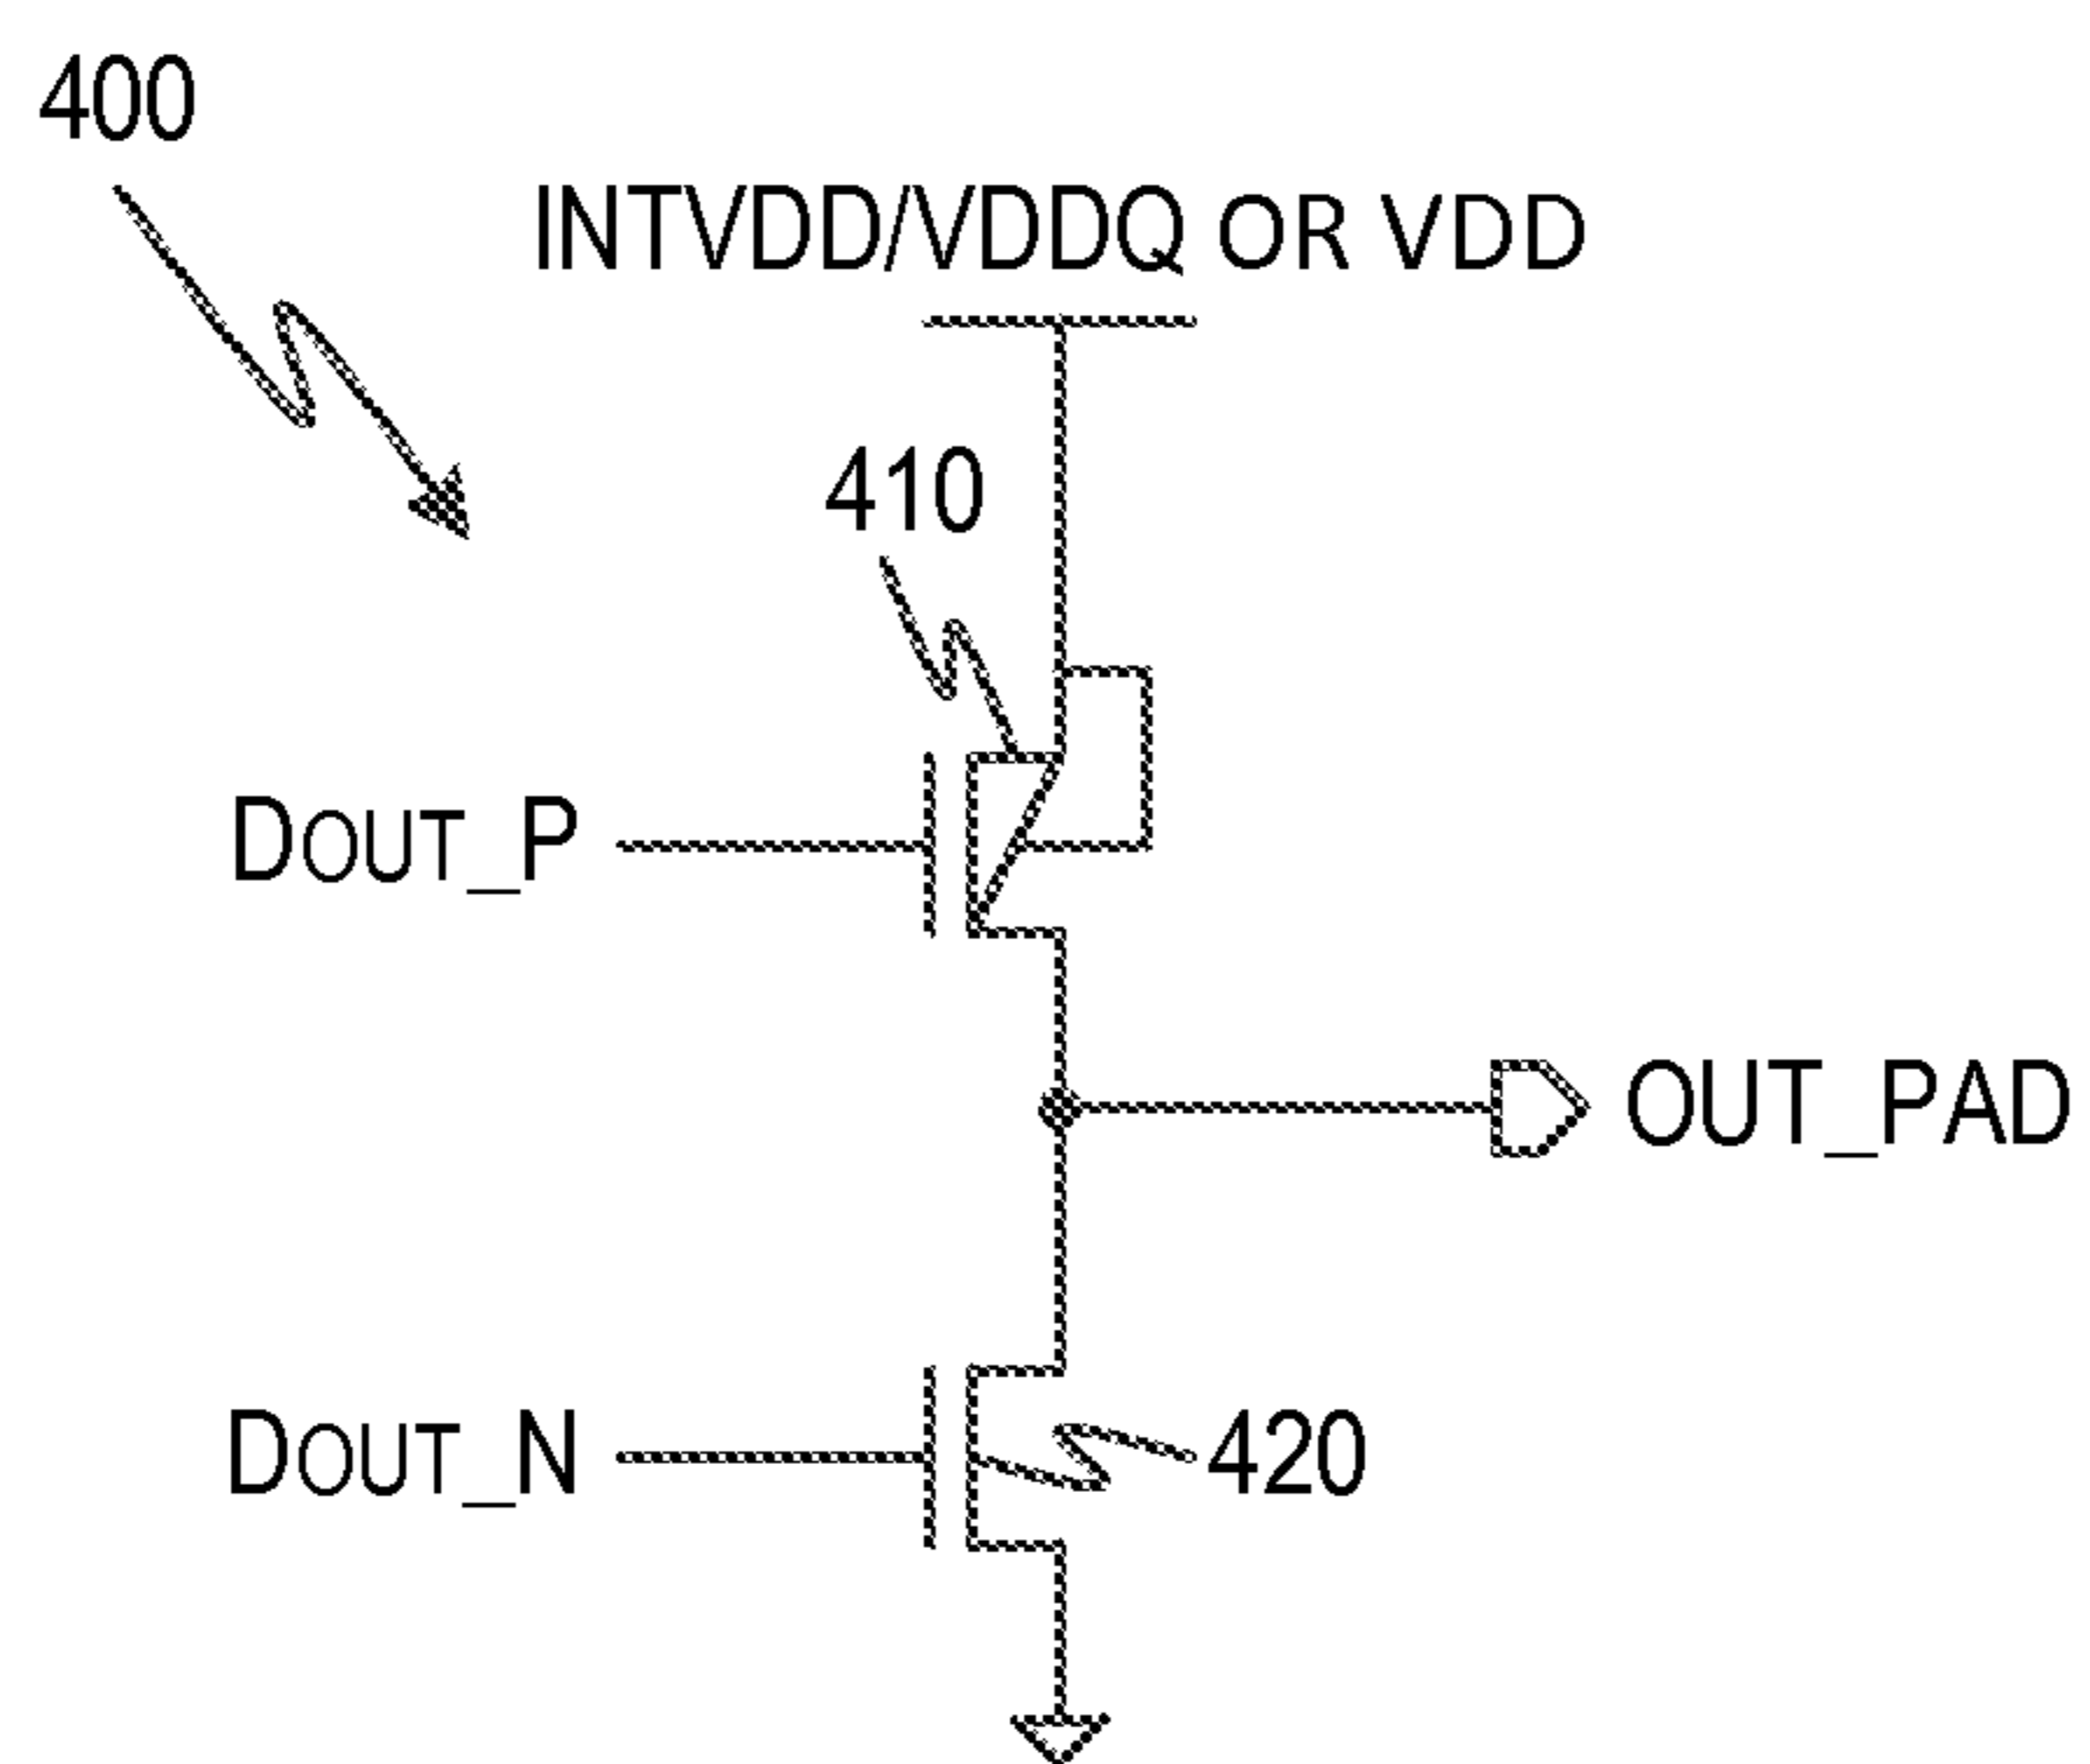 400
INTVDD/VDDQ OR VDD
410
DOUT_P
OUT_PAD
DOUT_N
420